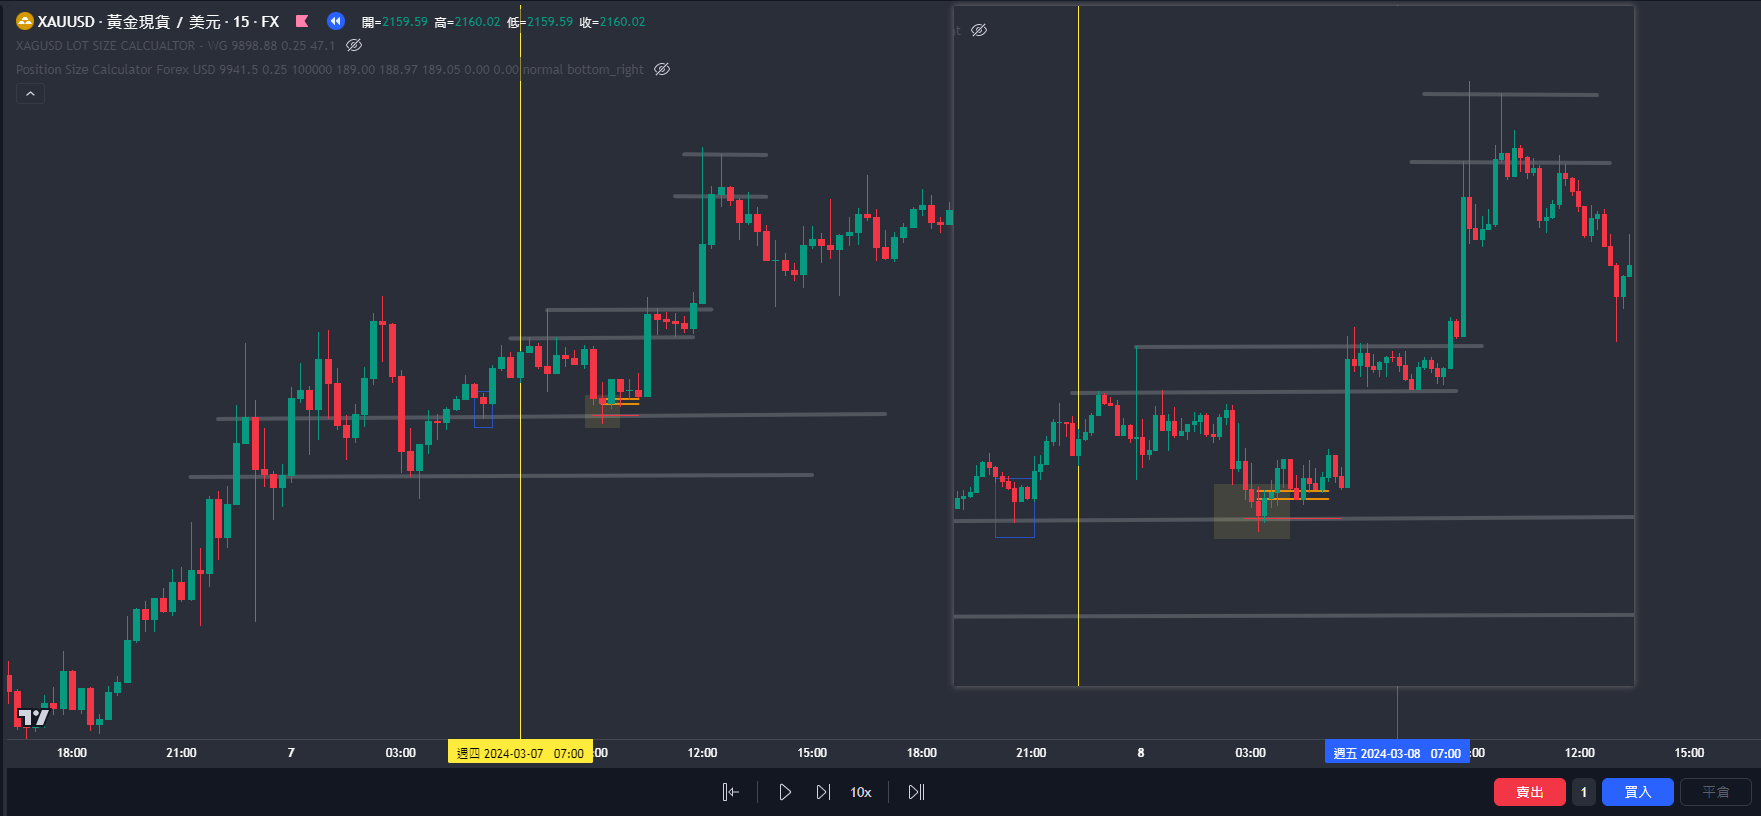 XAUUSD · 黃金現貨 / 美元 · 15 · FX 開=2159.59 高=2160.02 低=2159.59 收=2160.02
XAGUSD LOT SIZE CALCUALTOR - \/\/G 9898.88 0.25 47.1
Position Size Calculator Forex USD 9941.5 0.25 100000 189.00 188.97 189.05 0.00 0.00 normal bottom_right
18:00 21:00 7 03:00 週四 2024-03-07 07:00 :00 12:00 15:00 18:00 21:00 8 03:00 週五 2024-03-08 07:00 :00 12:00 15:00
10x 賣出 1 買入 平倉